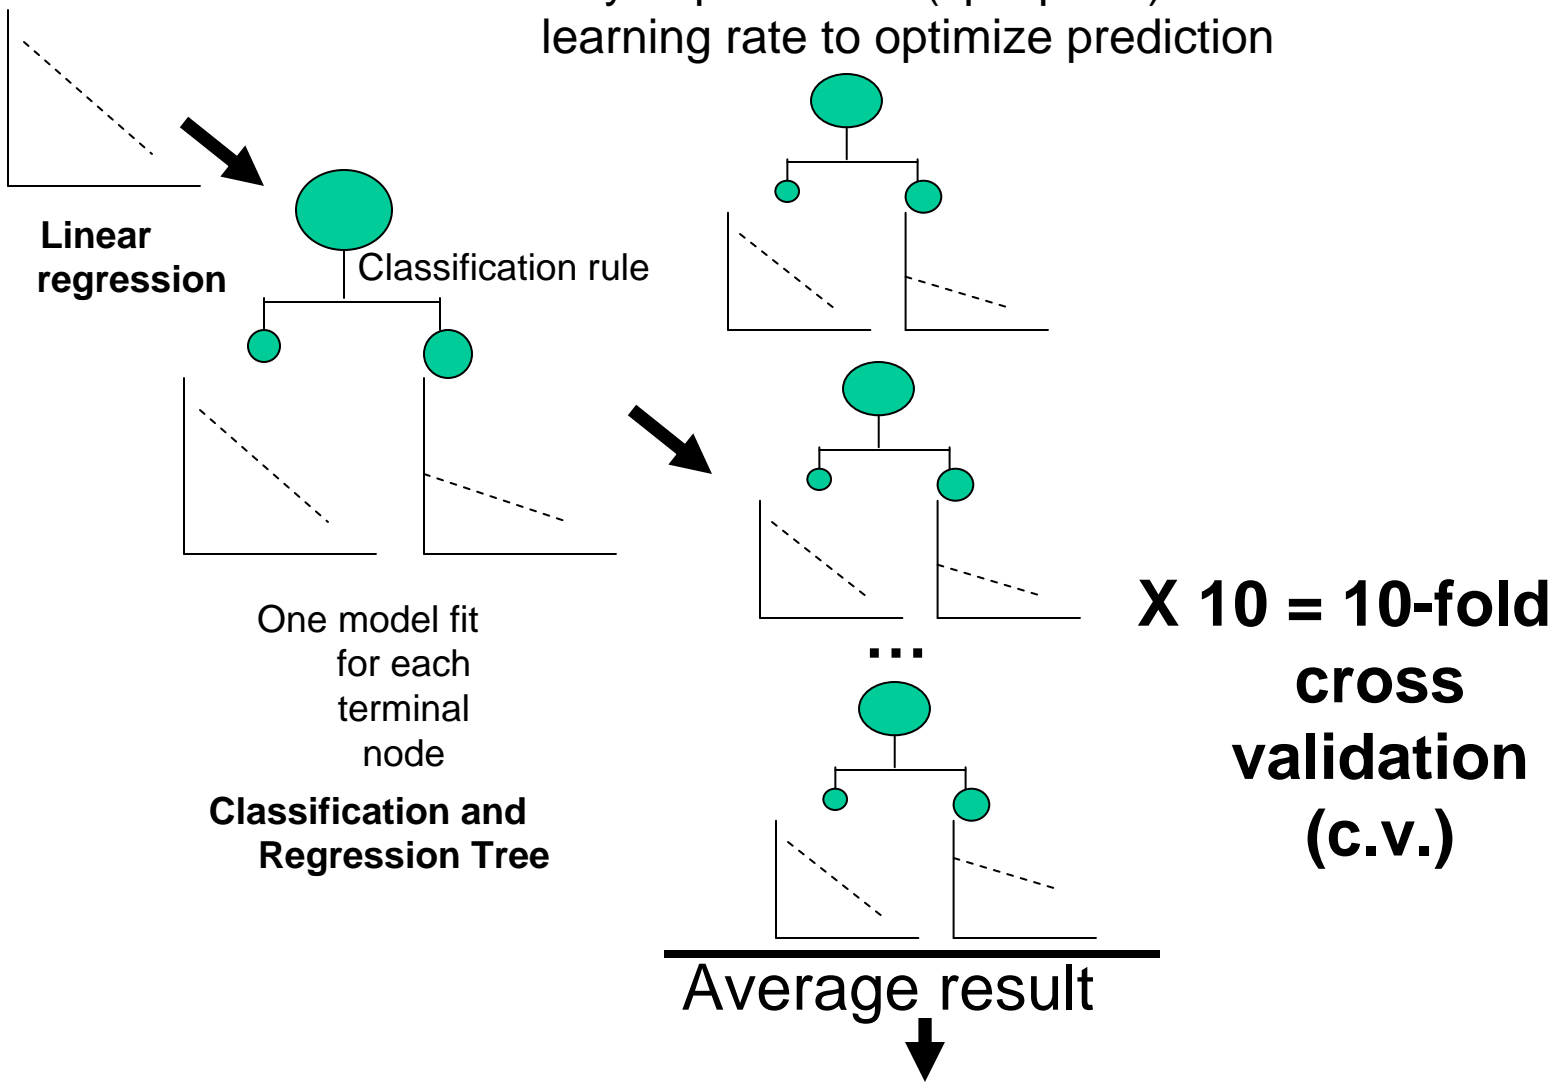 learning rate to optimize prediction
Linear
regression
Classification rule
One model fit
for each
terminal
node
Classification and
Regression Tree
...
X 10 = 10-fold
cross
validation
(c.v.)
Average result